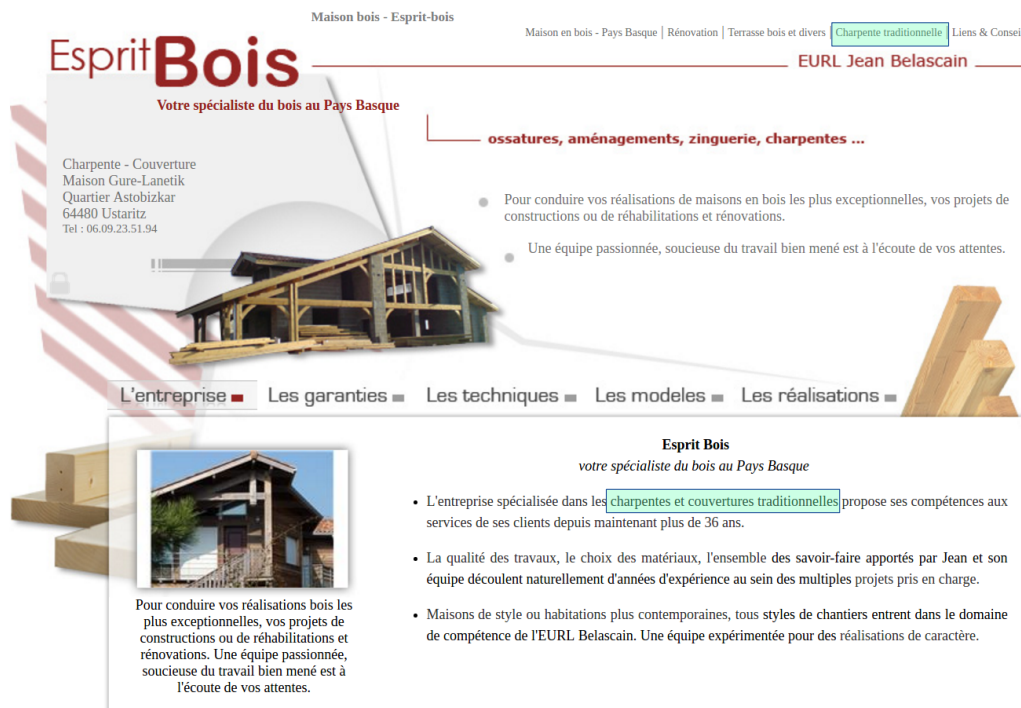 Maison bois - Esprit-bois
Maison en bois - Pays Basque | Rénovation | Terrasse bois et divers | Charpente traditionnelle | Liens & Consei
Esprit Bois
EURL Jean Belascain
Votre spécialiste du bois au Pays Basque
ossatures, aménagements, zinguerie, charpentes ...
Charpente - Couverture
Maison Gure-Lanetik
Quartier Astobizkar
64480 Ustaritz
Tel : 06.09.23.51.94
Pour conduire vos réalisations de maisons en bois les plus exceptionnelles, vos projets de
constructions ou de réhabilitations et rénovations.
Une équipe passionnée, soucieuse du travail bien mené est à l'écoute de vos attentes.
L'entreprise Les garanties Les techniques Les modeles Les réalisations
Esprit Bois
votre spécialiste du bois au Pays Basque
L'entreprise spécialisée dans les charpentes et couvertures traditionnelles propose ses compétences aux
services de ses clients depuis maintenant plus de 36 ans.
La qualité des travaux, le choix des matériaux, l'ensemble des savoir-faire apportés par Jean et son
équipe découlent naturellement d'années d'expérience au sein des multiples projets pris en charge.
Maisons de style ou habitations plus contemporaines, tous styles de chantiers entrent dans le domaine
de compétence de l'EURL Belascain. Une équipe expérimentée pour des réalisations de caractère.
Pour conduire vos réalisations bois les
plus exceptionnelles, vos projets de
constructions ou de réhabilitations et
rénovations. Une équipe passionnée,
soucieuse du travail bien mené est à
l'écoute de vos attentes.